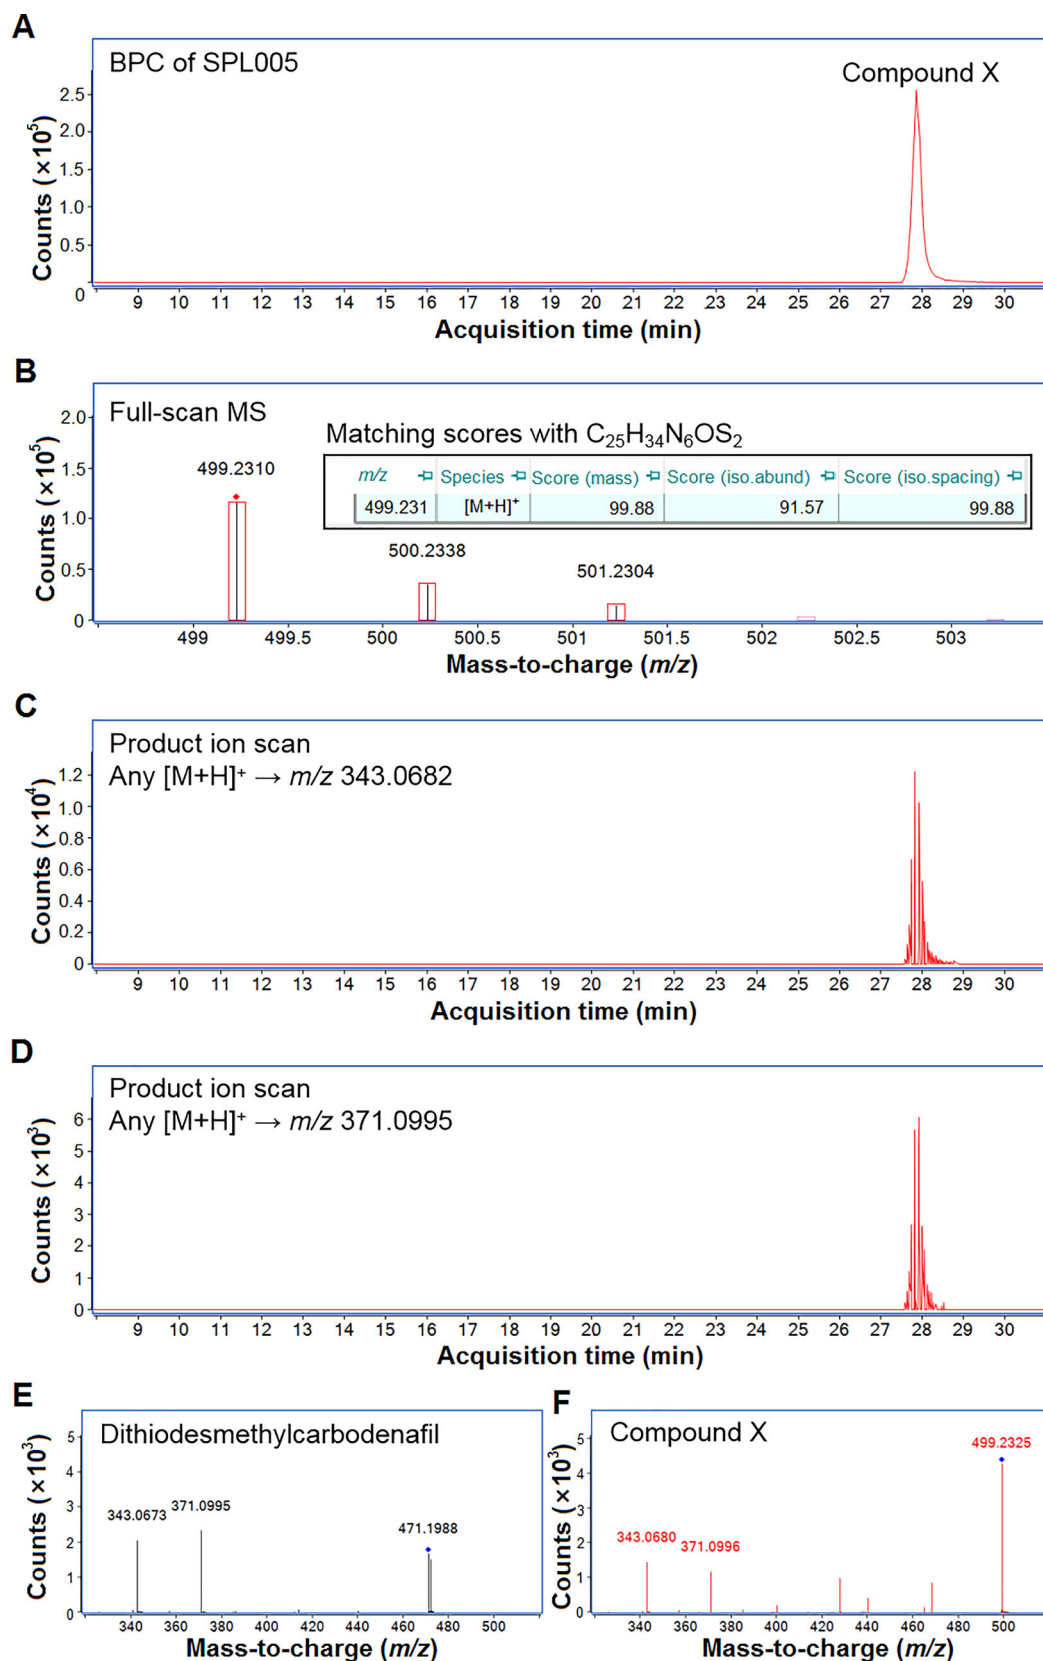 A
BPC of SPL005
Compound X
Counts (×10⁵)
2.5
2.0
1.5
1.0
0.5
0
9 10 11 12 13 14 15 16 17 18 19 20 21 22 23 24 25 26 27 28 29 30
Acquisition time (min)
B
Full-scan MS
Matching scores with C₂₅H₃₄N₆OS₂
m/z Species Score (mass) Score (iso.abund) Score (iso.spacing)
499.231 [M+H]⁺ 99.88 91.57 99.88
499.2310
500.2338
501.2304
Counts (×10⁵)
2.0
1.5
1.0
0.5
0
499 499.5 500 500.5 501 501.5 502 502.5 503
Mass-to-charge (m/z)
C
Product ion scan
Any [M+H]⁺ → m/z 343.0682
Counts (×10⁴)
1.2
1.0
0.8
0.6
0.4
0.2
0
9 10 11 12 13 14 15 16 17 18 19 20 21 22 23 24 25 26 27 28 29 30
Acquisition time (min)
D
Product ion scan
Any [M+H]⁺ → m/z 371.0995
Counts (×10³)
6
5
4
3
2
1
0
9 10 11 12 13 14 15 16 17 18 19 20 21 22 23 24 25 26 27 28 29 30
Acquisition time (min)
E
Dithiodesmethylcarbodenafil
343.0673
371.0995
471.1988
Counts (×10³)
5
4
3
2
1
0
340 360 380 400 420 440 460 480 500
Mass-to-charge (m/z)
F
Compound X
499.2325
343.0680
371.0996
Counts (×10³)
5
4
3
2
1
0
340 360 380 400 420 440 460 480 500
Mass-to-charge (m/z)